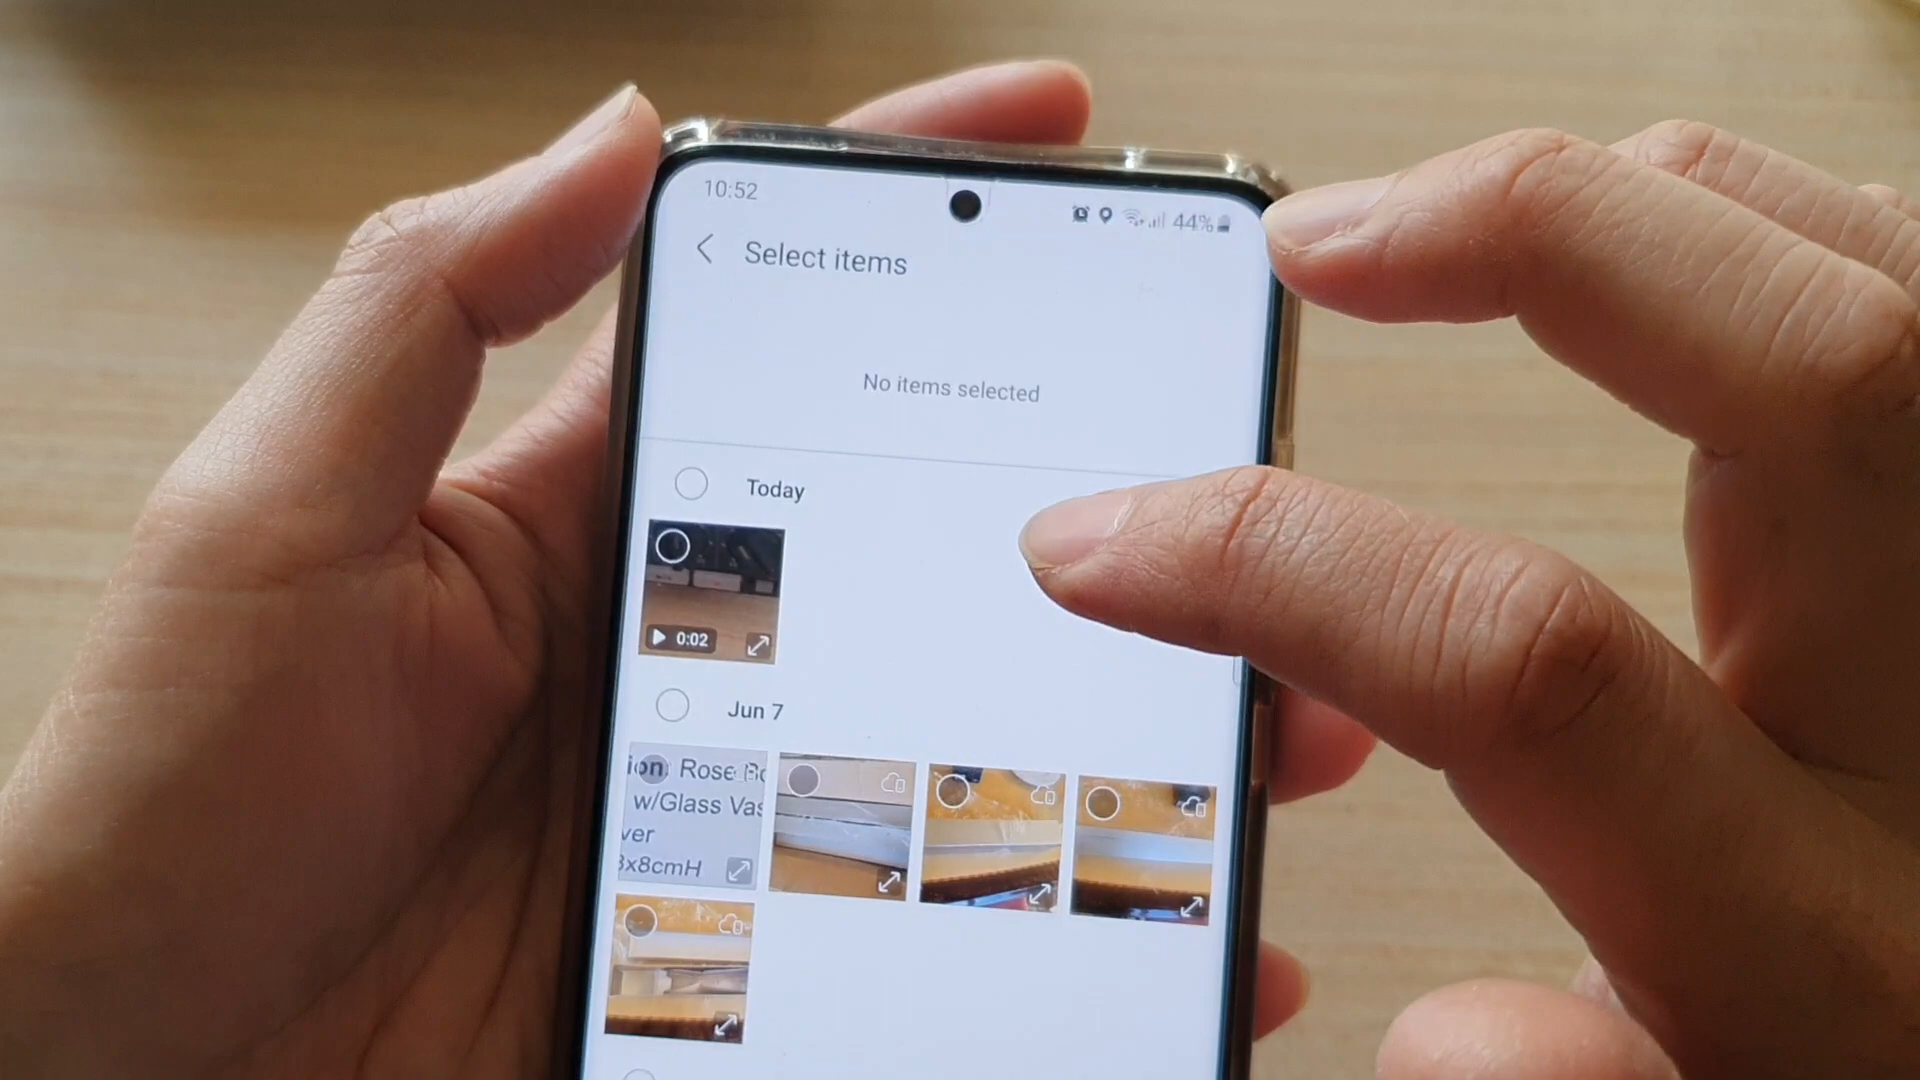 10:52
44%
Select items
No items selected
Today
0:02
Jun 7
ion: Rose Bo
w/Glass Vas
ver
8x8cmH